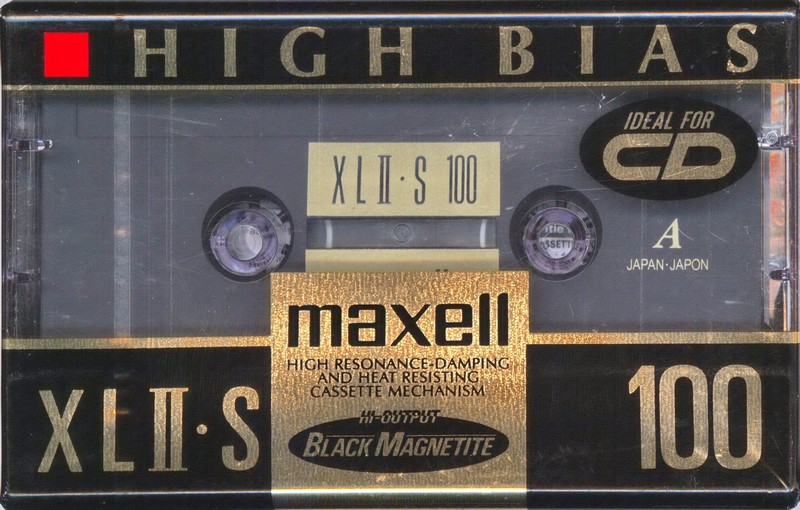 HIGH BIAS
IDEAL FOR
CD
XLII·S 100
A
JAPAN·JAPON
maxell
HIGH RESONANCE-DAMPING
AND HEAT RESISTING
CASSETTE MECHANISM
HI-OUTPUT
BLACK MAGNETITE
XLII·S
100